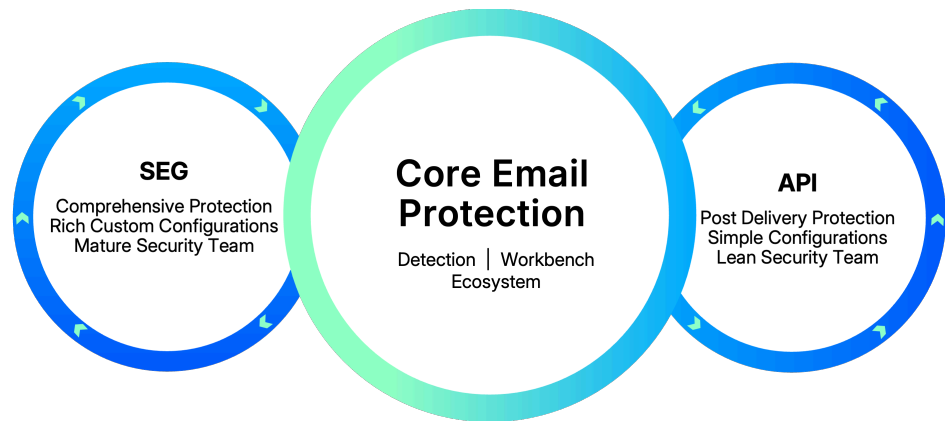 SEG
Comprehensive Protection
Rich Custom Configurations
Mature Security Team
Core Email
Protection
Detection | Workbench
Ecosystem
API
Post Delivery Protection
Simple Configurations
Lean Security Team